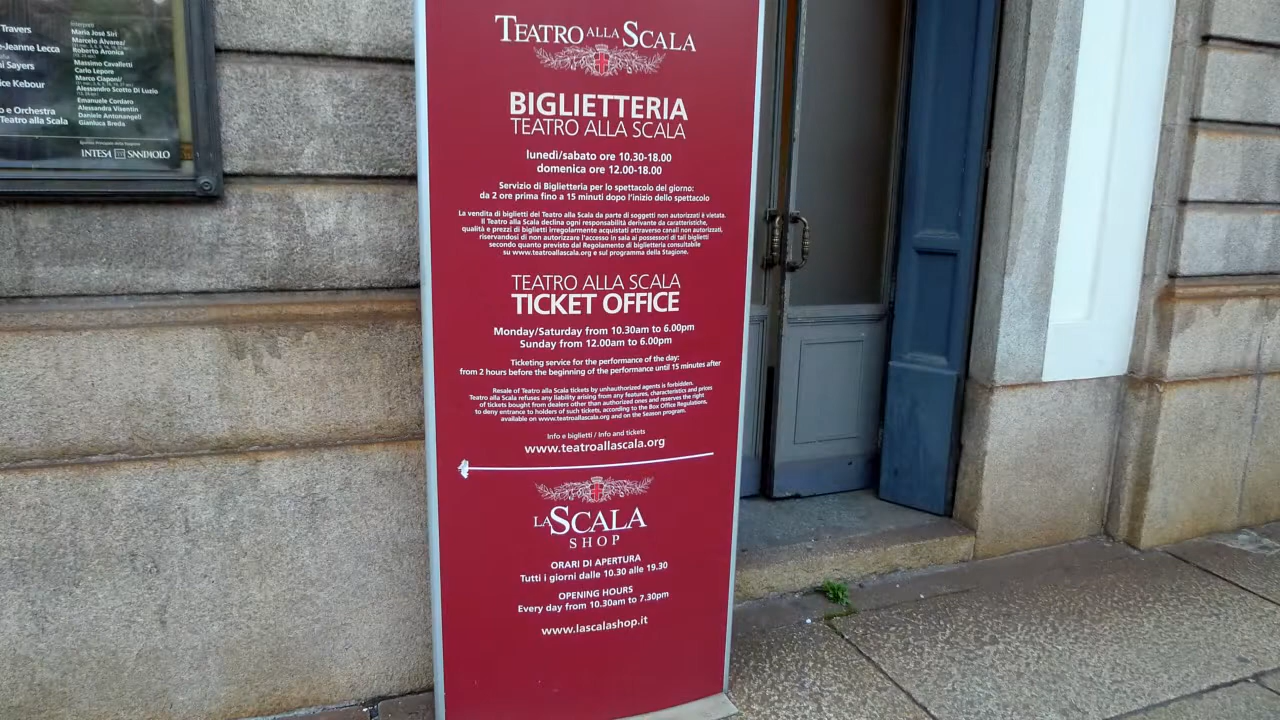 Travers
-Jeanne Lecca
ni Sayers
ice Kebour
o e Orchestra
Teatro alla Scala
Interpreti
Maria José Siri
Marcelo Álvarez/
Roberto Aronica
Massimo Cavalletti
Carlo Lepore
Marco Ciaponi/
Alessandro Scotto Di Luzio
Emanuele Cordaro
Alessandra Visentin
Daniele Antonangeli
Gianluca Breda
INTESA SANPAOLO
TEATRO ALLA SCALA
BIGLIETTERIA
TEATRO ALLA SCALA
lunedì/sabato ore 10.30-18.00
domenica ore 12.00-18.00
Servizio di Biglietteria per lo spettacolo del giorno:
da 2 ore prima fino a 15 minuti dopo l'inizio dello spettacolo
La vendita di biglietti del Teatro alla Scala da parte di soggetti non autorizzati è vietata.
Il Teatro alla Scala declina ogni responsabilità derivante da caratteristiche,
qualità e prezzi di biglietti irregolarmente acquistati attraverso canali non autorizzati,
riservandosi di non autorizzare l'accesso in sala ai possessori di tali biglietti
secondo quanto previsto dal Regolamento di biglietteria consultabile
su www.teatroallascala.org e sul programma della Stagione.
TEATRO ALLA SCALA
TICKET OFFICE
Monday/Saturday from 10.30am to 6.00pm
Sunday from 12.00am to 6.00pm
Ticketing service for the performance of the day:
from 2 hours before the beginning of the performance until 15 minutes after
Resale of Teatro alla Scala tickets by unauthorized agents is forbidden.
Teatro alla Scala refuses any liability arising from any features, characteristics and prices
of tickets bought from dealers other than authorized ones and reserves the right
to deny entrance to holders of such tickets, according to the Box Office Regulations,
available on www.teatroallascala.org and on the Season program.
Info e biglietti / Info and tickets
www.teatroallascala.org
LA SCALA
SHOP
ORARI DI APERTURA
Tutti i giorni dalle 10.30 alle 19.30
OPENING HOURS
Every day from 10.30am to 7.30pm
www.lascalashop.it